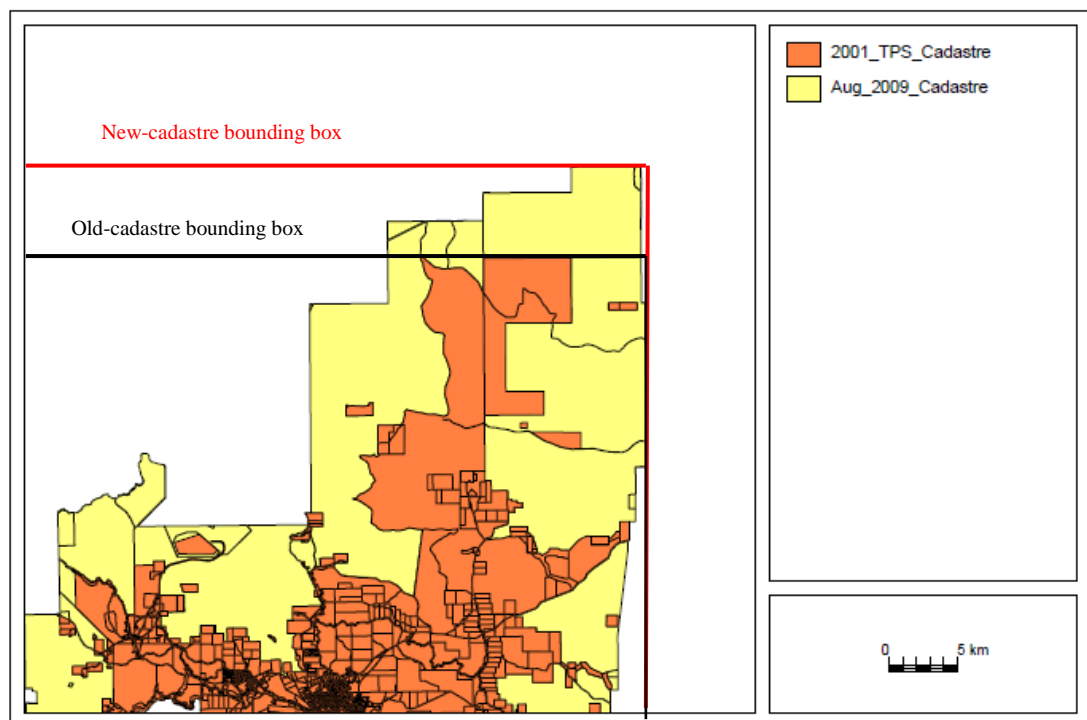 2001_TPS_Cadastre
Aug_2009_Cadastre
New-cadastre bounding box
Old-cadastre bounding box
0 5 km